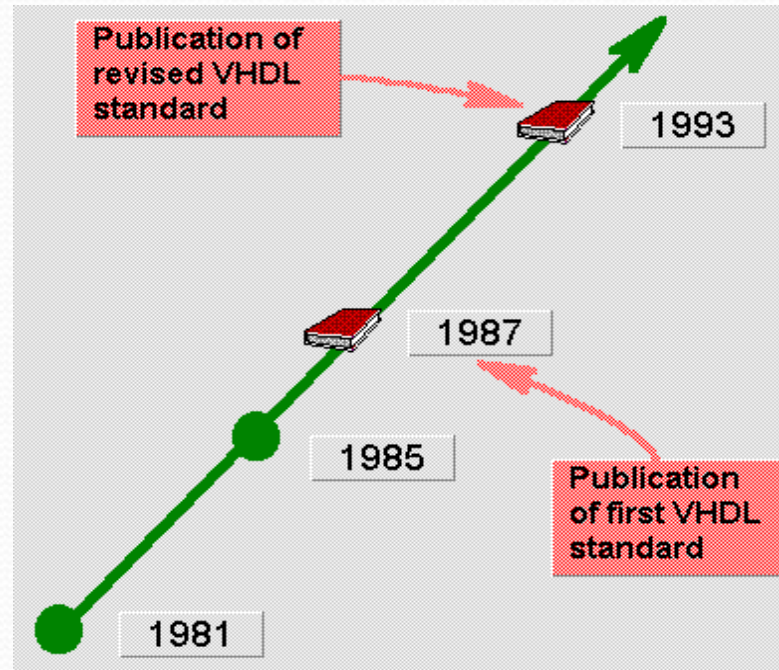 Publication of
revised VHDL
standard
1993
1987
1985
Publication
of first VHDL
standard
1981